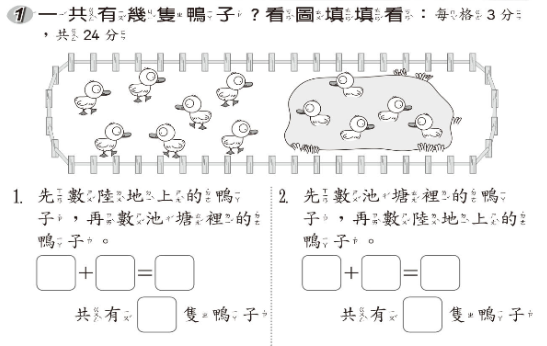 1 一共有幾隻鴨子?看圖填填看：每格 3 分
，共 24 分
1. 先數陸地上的鴨
子，再數池塘裡的
鴨子。
□+□=□
共有□隻鴨子
2. 先數池塘裡的鴨
子，再數陸地上的
鴨子。
□+□=□
共有□隻鴨子